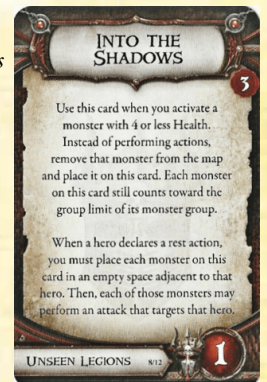 s
INTO THE
SHADOWS
3
Use this card when you activate a
monster with 4 or less Health.
Instead of performing actions,
remove that monster from the map
and place it on this card. Each monster
on this card still counts toward the
group limit of its monster group.
When a hero declares a rest action,
you must place each monster on this
card in an empty space adjacent to that
hero. Then, each of those monsters may
perform an attack that targets that hero.
UNSEEN LEGIONS 8/12 1